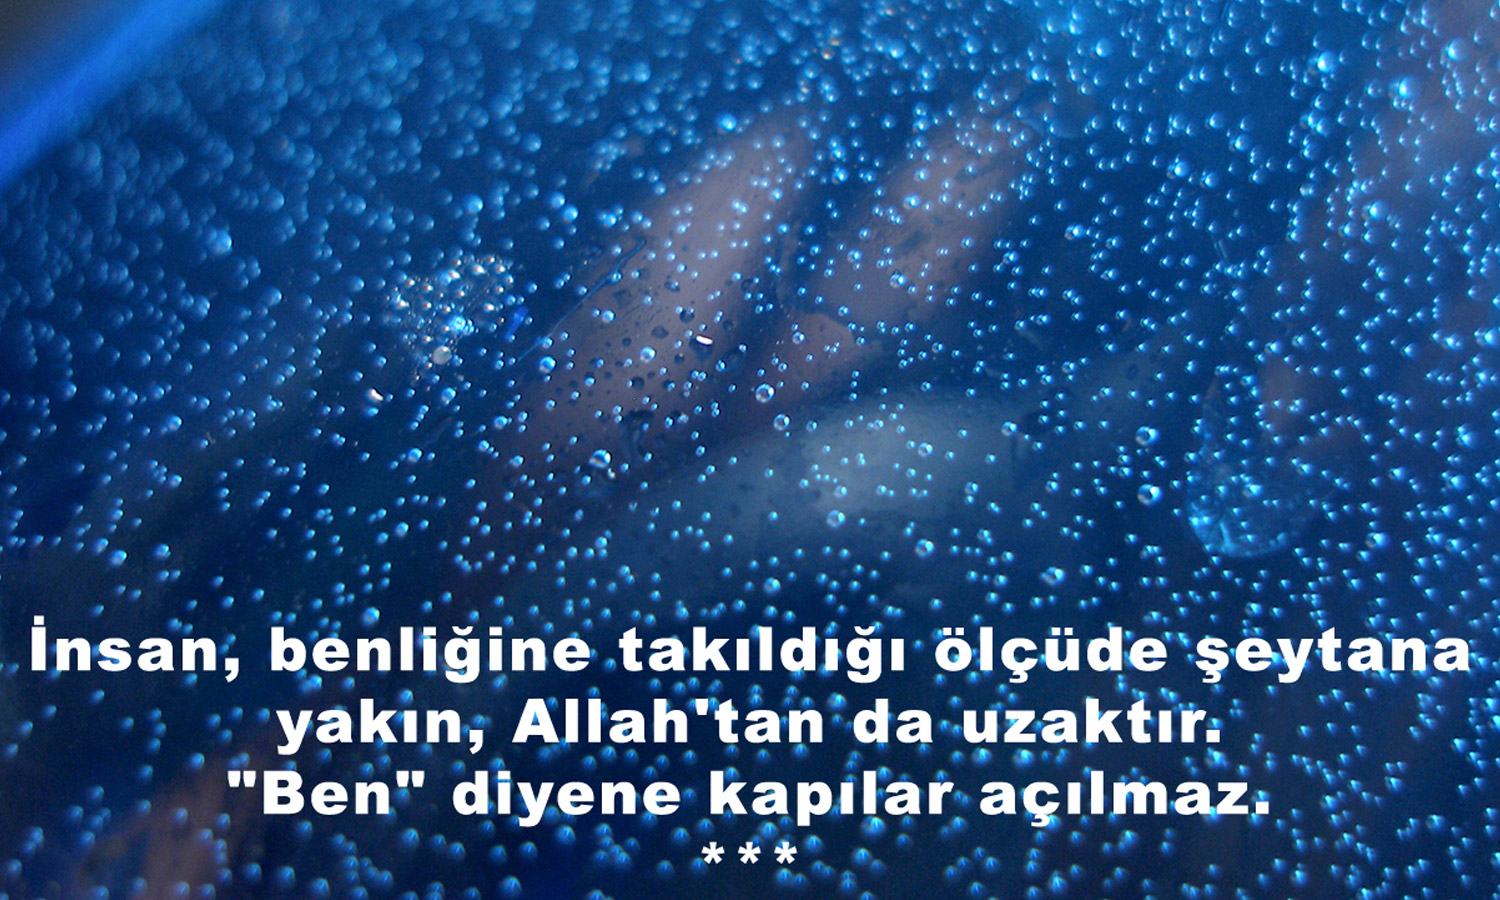 İnsan, benliğine takıldığı ölçüde şeytana
yakın, Allah'tan da uzaktır.
"Ben" diyene kapılar açılmaz.
***